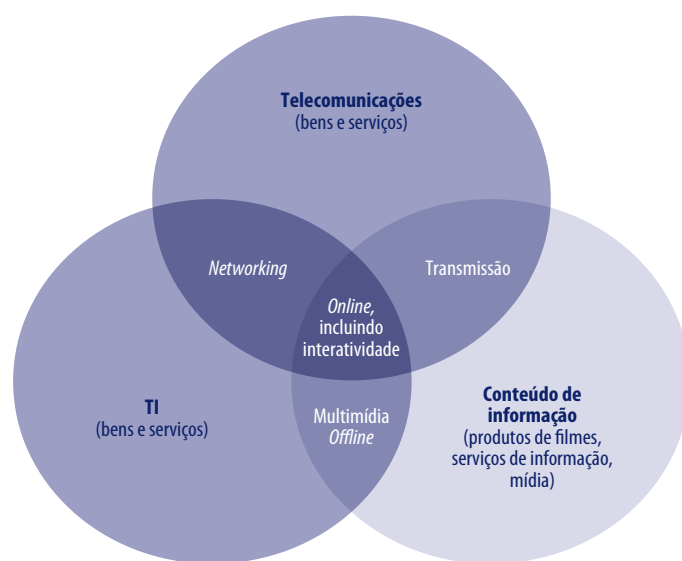 Telecomunicações
(bens e serviços)
Networking
Transmissão
Online,
incluindo
interatividade
TI
(bens e serviços)
Multimídia
Offline
Conteúdo de
informação
(produtos de filmes,
serviços de informação,
mídia)